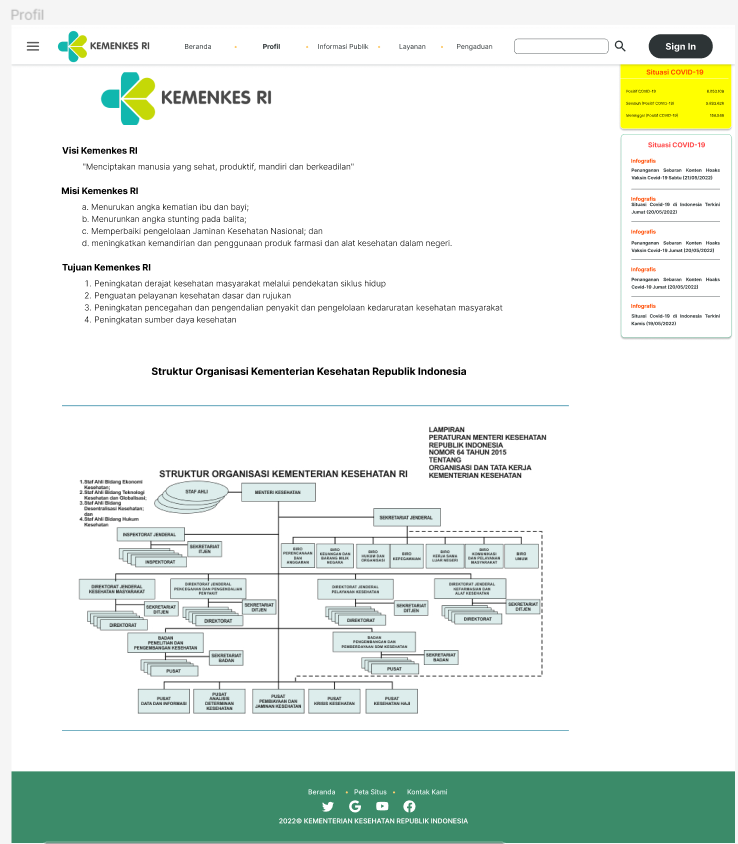 Profil
KEMENKES RI
Beranda
Profil
Informasi Publik
Layanan
Pengaduan
Sign In
KEMENKES RI
Visi Kemenkes RI
"Menciptakan manusia yang sehat, produktif, mandiri dan berkeadilan"
Misi Kemenkes RI
a. Menurukan angka kematian ibu dan bayi;
b. Menurunkan angka stunting pada balita;
c. Memperbaiki pengelolaan Jaminan Kesehatan Nasional; dan
d. meningkatkan kemandirian dan penggunaan produk farmasi dan alat kesehatan dalam negeri.
Tujuan Kemenkes RI
1. Peningkatan derajat kesehatan masyarakat melalui pendekatan siklus hidup
2. Penguatan pelayanan kesehatan dasar dan rujukan
3. Peningkatan pencegahan dan pengendalian penyakit dan pengelolaan kedaruratan kesehatan masyarakat
4. Peningkatan sumber daya kesehatan
Situasi COVID-19
Positif COVID-19
Sembuh (Positif COVID-19)
Meninggal (Positif COVID-19)
Situasi COVID-19
Infografis
Penanganan Sebaran Konten Hoaks
Vaksin Covid-19 Sabtu (21/05/2022)
Infografis
Situasi Covid-19 di Indonesia Terkini
Jumat (20/05/2022)
Infografis
Penanganan Sebaran Konten Hoaks
Vaksin Covid-19 Jumat (20/05/2022)
Infografis
Penanganan Sebaran Konten Hoaks
Covid-19 Jumat (20/05/2022)
Infografis
Situasi Covid-19 di Indonesia Terkini
Kamis (19/05/2022)
Struktur Organisasi Kementerian Kesehatan Republik Indonesia
LAMPIRAN
PERATURAN MENTERI KESEHATAN
REPUBLIK INDONESIA
NOMOR 64 TAHUN 2015
TENTANG
ORGANISASI DAN TATA KERJA
KEMENTERIAN KESEHATAN
STRUKTUR ORGANISASI KEMENTERIAN KESEHATAN RI
1.Staf Ahli Bidang Ekonomi
Kesehatan;
2.Staf Ahli Bidang Teknologi
Kesehatan dan Globalisasi;
3.Staf Ahli Bidang
Desentralisasi Kesehatan;
dan
4.Staf Ahli Bidang Hukum
Kesehatan
STAF AHLI
MENTERI KESEHATAN
SEKRETARIAT JENDERAL
INSPEKTORAT JENDERAL
SEKRETARIAT
ITJEN
INSPEKTORAT
BIRO
PERENCANAAN
DAN
ANGGARAN
BIRO
KEUANGAN DAN
BARANG MILIK
NEGARA
BIRO
HUKUM DAN
ORGANISASI
BIRO
KEPEGAWAIAN
BIRO
KERJA SAMA
LUAR NEGERI
BIRO
KOMUNIKASI
DAN PELAYANAN
MASYARAKAT
BIRO
UMUM
DIREKTORAT JENDERAL
KESEHATAN MASYARAKAT
SEKRETARIAT
DITJEN
DIREKTORAT
DIREKTORAT JENDERAL
PENCEGAHAN DAN PENGENDALIAN
PENYAKIT
SEKRETARIAT
DITJEN
DIREKTORAT
DIREKTORAT JENDERAL
PELAYANAN KESEHATAN
SEKRETARIAT
DITJEN
DIREKTORAT
DIREKTORAT JENDERAL
KEFARMASIAN DAN
ALAT KESEHATAN
SEKRETARIAT
DITJEN
DIREKTORAT
BADAN
PENELITIAN DAN
PENGEMBANGAN KESEHATAN
SEKRETARIAT
BADAN
PUSAT
BADAN
PENGEMBANGAN DAN
PEMBERDAYAAN SDM KESEHATAN
SEKRETARIAT
BADAN
PUSAT
PUSAT
DATA DAN INFORMASI
PUSAT
ANALISIS
DETERMINAN
KESEHATAN
PUSAT
PEMBIAYAAN DAN
JAMINAN KESEHATAN
PUSAT
KRISIS KESEHATAN
PUSAT
KESEHATAN HAJI
Beranda
Peta Situs
Kontak Kami
2022© KEMENTERIAN KESEHATAN REPUBLIK INDONESIA